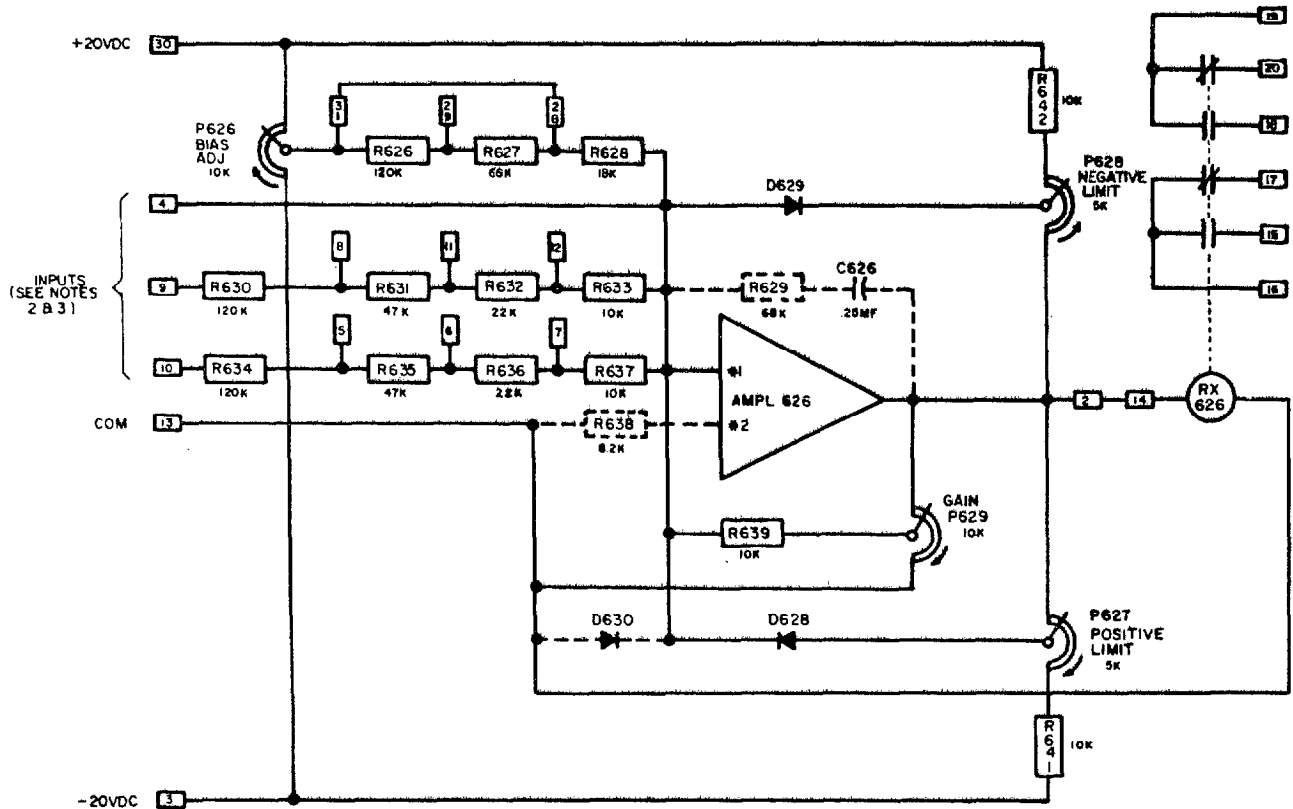 +20VDC 30
19
20
18
17
15
16
R642
10K
P626
BIAS
ADJ
10K
31
29
28
R626
120K
R627
66K
R628
18K
P628
NEGATIVE
LIMIT
5K
4
D629
INPUTS
(SEE NOTES
2 & 3)
8
11
12
9
R630
120K
R631
47K
R632
22K
R633
10K
R629
68K
C626
.25MF
5
6
7
10
R634
120K
R635
47K
R636
22K
R637
10K
#1
AMPL 626
#2
2
14
RX
626
COM 13
R638
8.2K
GAIN
P629
10K
R639
10K
D630
D628
P627
POSITIVE
LIMIT
5K
R641
10K
-20VDC 3